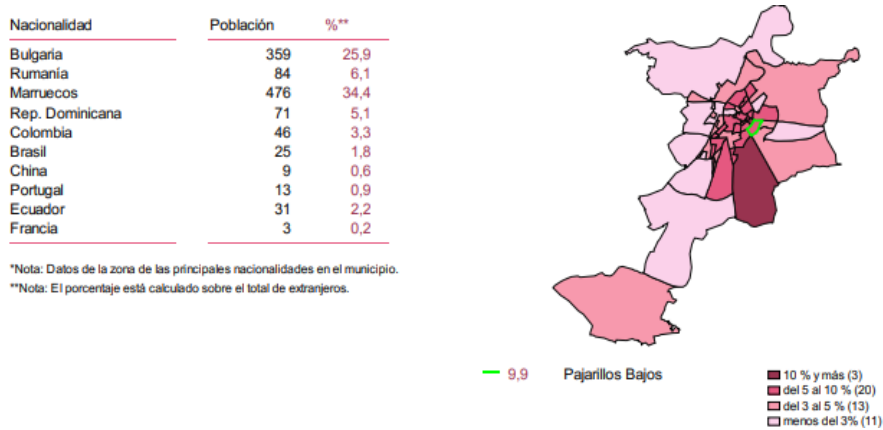 Nacionalidad Población %**
Bulgaria 359 25,9
Rumanía 84 6,1
Marruecos 476 34,4
Rep. Dominicana 71 5,1
Colombia 46 3,3
Brasil 25 1,8
China 9 0,6
Portugal 13 0,9
Ecuador 31 2,2
Francia 3 0,2
*Nota: Datos de la zona de las principales nacionalidades en el municipio.
**Nota: El porcentaje está calculado sobre el total de extranjeros.
9,9 Pajarillos Bajos
10 % y más (3)
del 5 al 10 % (20)
del 3 al 5 % (13)
menos del 3% (11)